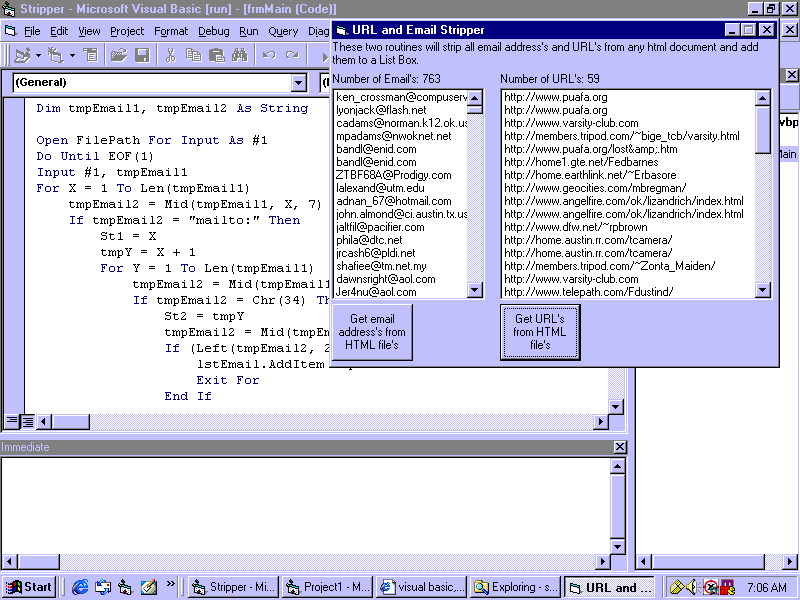 Stripper - Microsoft Visual Basic [run] - [frmMain (Code)]
File Edit View Project Format Debug Run Query Diag
(General)
Dim tmpEmail1, tmpEmail2 As String
Open FilePath For Input As #1
Do Until EOF(1)
Input #1, tmpEmail1
For X = 1 To Len(tmpEmail1)
tmpEmail2 = Mid(tmpEmail1, X, 7)
If tmpEmail2 = "mailto:" Then
St1 = X
tmpY = X + 1
For Y = 1 To Len(tmpEmail1)
tmpEmail2 = Mid(tmpEmail
If tmpEmail2 = Chr(34) Th
St2 = tmpY
tmpEmail2 = Mid(tmpEm
If (Left(tmpEmail2, 2
lstEmail.AddItem
Exit For
End If
Immediate
URL and Email Stripper
These two routines will strip all email address's and URL's from any html document and add
them to a List Box.
Number of Email's: 763
ken_crossman@compuserv
lyonjack@flash.net
cadams@norman.k12.ok.us
mpadams@nwoknet.net
bandl@enid.com
bandl@enid.com
ZTBF68A@Prodigy.com
lalexand@utm.edu
adnan_67@hotmail.com
john.almond@ci.austin.tx.us
jaltfil@pacifier.com
phila@dtc.net
jrcash6@pldi.net
shafiee@tm.net.my
dawnsright@aol.com
Jer4nu@aol.com
Get email
address's from
HTML file's
Number of URL's: 59
http://www.puafa.org
http://www.puafa.org
http://www.varsity-club.com
http://members.tripod.com/~bige_tcb/varsity.html
http://www.puafa.org/lost&amp;.htm
http://home1.gte.net/Fedbarnes
http://home.earthlink.net/~Erbasore
http://www.geocities.com/mbregman/
http://www.angelfire.com/ok/lizandrich/index.html
http://www.angelfire.com/ok/lizandrich/index.html
http://www.dfw.net/~rpbrown
http://home.austin.rr.com/tcamera/
http://home.austin.rr.com/tcamera/
http://members.tripod.com/~Zonta_Maiden/
http://www.varsity-club.com
http://www.telepath.com/Fdustind/
Get URL's
from HTML
file's
vbp
ain
Start
Stripper - Mi...
Project1 - M...
visual basic,...
Exploring - s...
URL and ...
7:06 AM